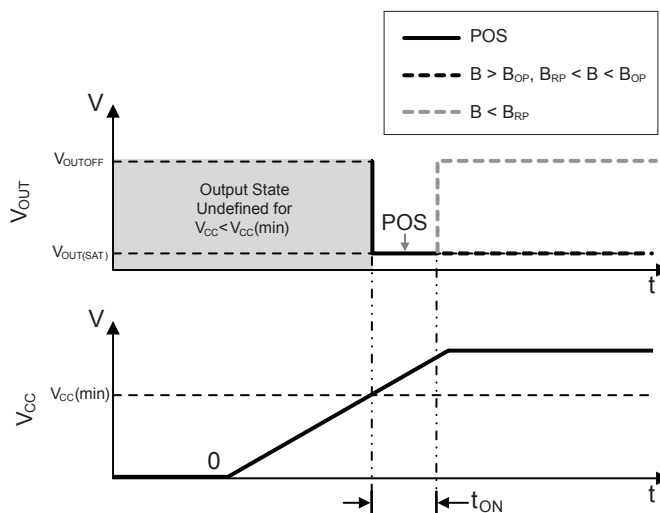 POS
B > BOP, BRP < B < BOP
B < BRP
V
VOUTOFF
Output State
Undefined for
VCC < VCC(min)
POS
VOUT
VOUT(SAT)
t
V
VCC(min)
VCC
0
t
tON